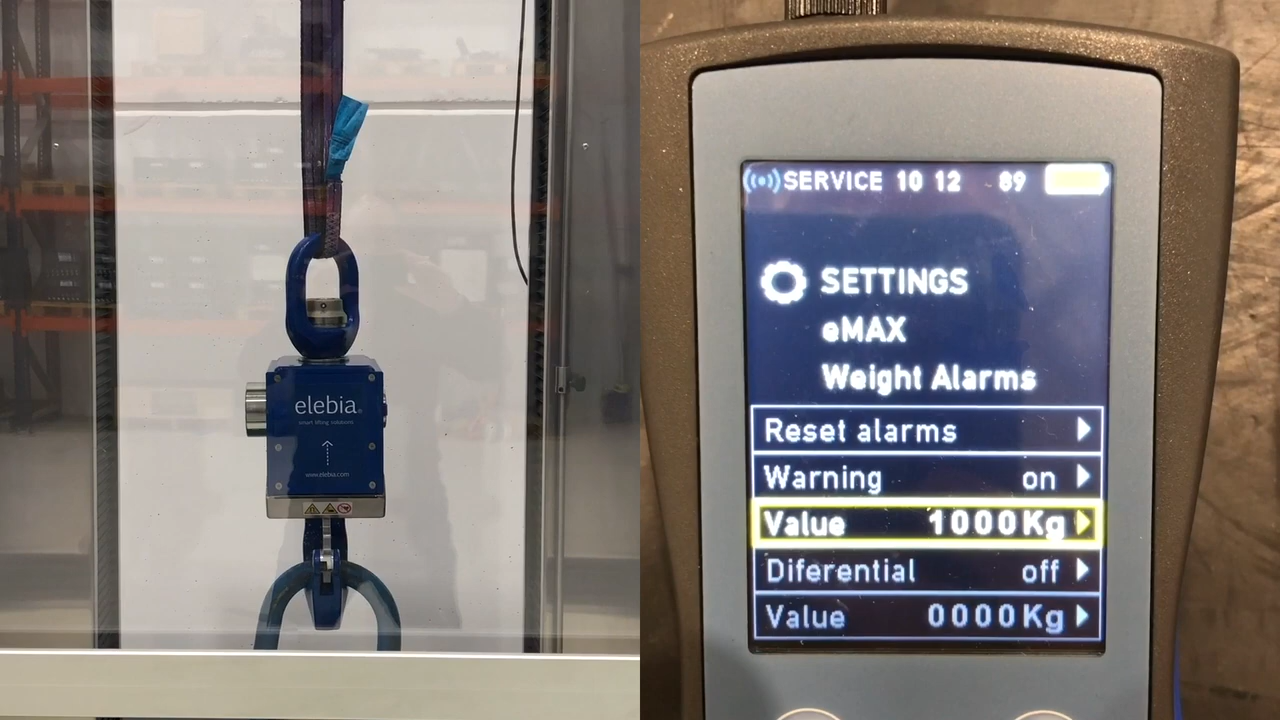 elebia
smart lifting solutions
www.elebia.com
SERVICE 10 12 89
SETTINGS
eMAX
Weight Alarms
Reset alarms
Warning on
Value 1000Kg
Diferential off
Value 0000Kg